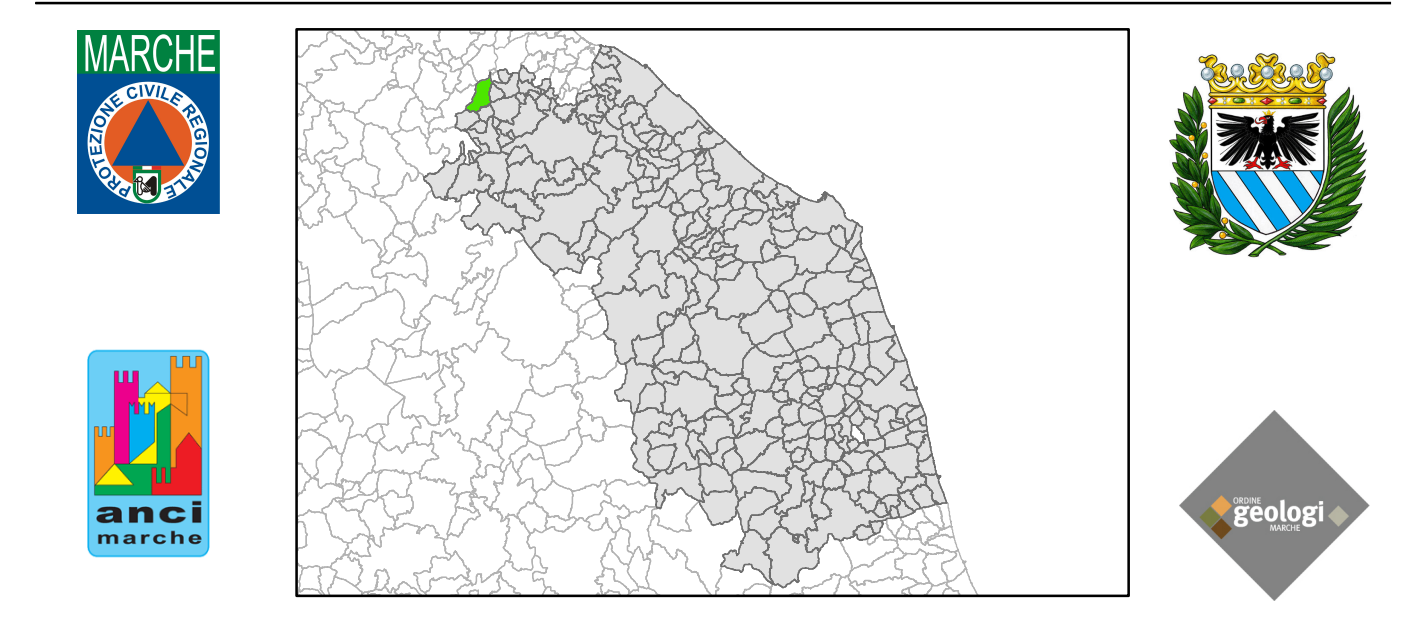 MARCHE
PROTEZIONE CIVILE REGIONALE
anci
marche
ORDINE
geologi
MARCHE